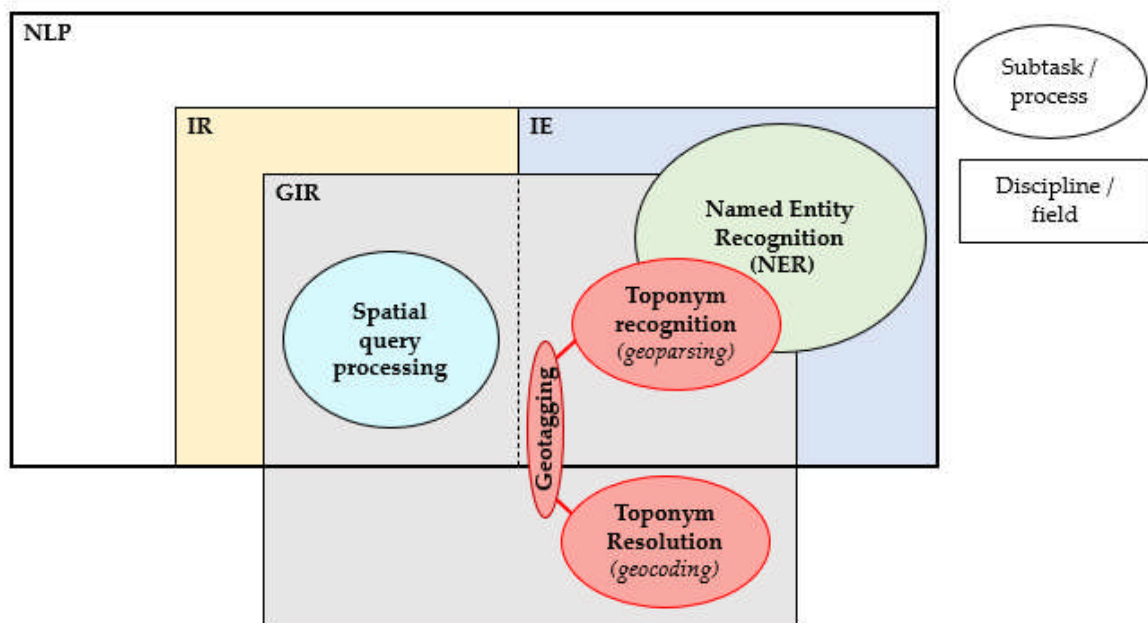 NLP
IR
IE
GIR
Named Entity
Recognition
(NER)
Spatial
query
processing
Toponym
recognition
(geoparsing)
Geotagging
Toponym
Resolution
(geocoding)
Subtask /
process
Discipline /
field